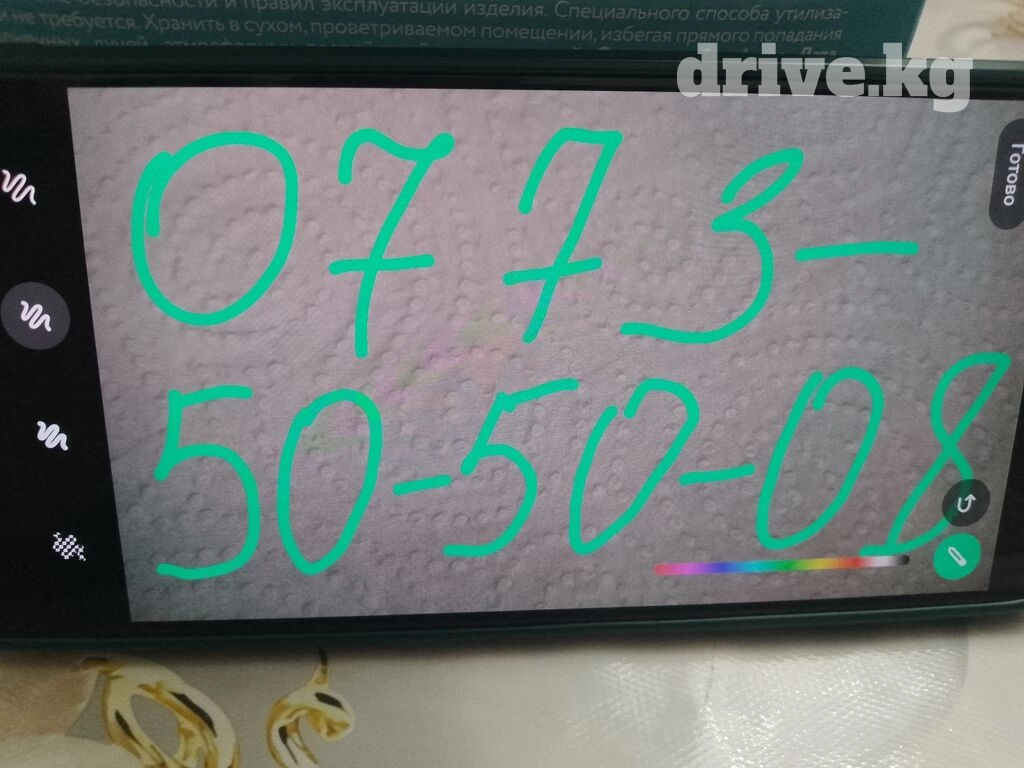 безопасности и правил эксплуатации изделия. Специального способа утилиза-
и не требуется. Хранить в сухом, проветриваемом помещении, избегая прямого попадания
drive.kg
Готово
0773-
50-50-08